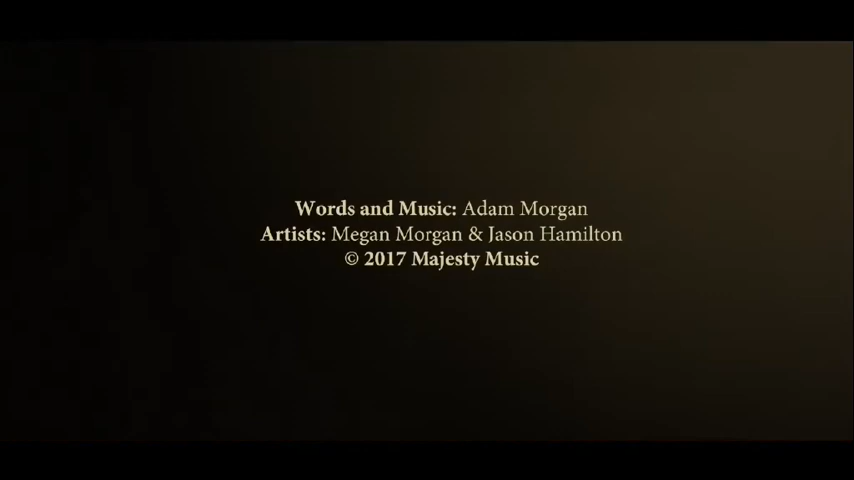 Words and Music: Adam Morgan
Artists: Megan Morgan & Jason Hamilton
© 2017 Majesty Music